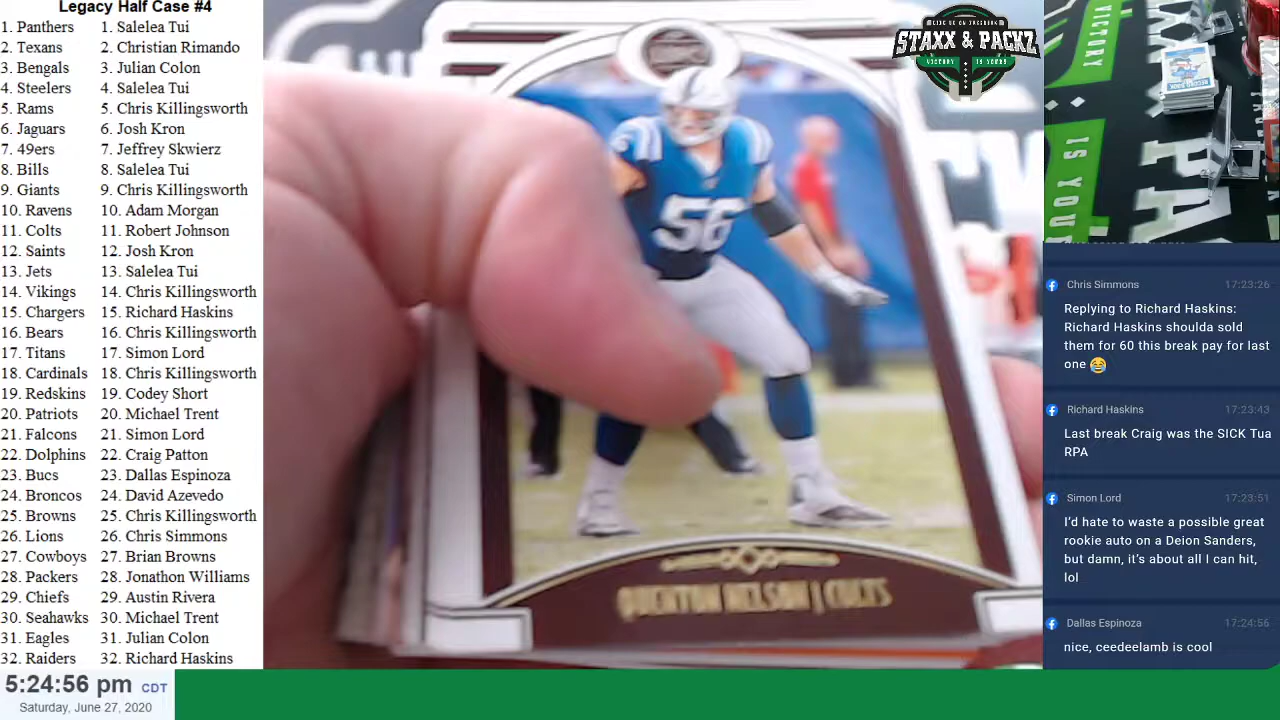 Legacy Half Case #4
1. Panthers 1. Salelea Tui
2. Texans 2. Christian Rimando
3. Bengals 3. Julian Colon
4. Steelers 4. Salelea Tui
5. Rams 5. Chris Killingsworth
6. Jaguars 6. Josh Kron
7. 49ers 7. Jeffrey Skwierz
8. Bills 8. Salelea Tui
9. Giants 9. Chris Killingsworth
10. Ravens 10. Adam Morgan
11. Colts 11. Robert Johnson
12. Saints 12. Josh Kron
13. Jets 13. Salelea Tui
14. Vikings 14. Chris Killingsworth
15. Chargers 15. Richard Haskins
16. Bears 16. Chris Killingsworth
17. Titans 17. Simon Lord
18. Cardinals 18. Chris Killingsworth
19. Redskins 19. Codey Short
20. Patriots 20. Michael Trent
21. Falcons 21. Simon Lord
22. Dolphins 22. Craig Patton
23. Bucs 23. Dallas Espinoza
24. Broncos 24. David Azevedo
25. Browns 25. Chris Killingsworth
26. Lions 26. Chris Simmons
27. Cowboys 27. Brian Browns
28. Packers 28. Jonathon Williams
29. Chiefs 29. Austin Rivera
30. Seahawks 30. Michael Trent
31. Eagles 31. Julian Colon
32. Raiders 32. Richard Haskins
5:24:56 pm CDT
Saturday, June 27, 2020
56
QUENTON NELSON | COLTS
STAXX & PACKZ
VICTORY IS YOURS
VICTORY
IS YOU
PA
Chris Simmons 17:23:26
Replying to Richard Haskins:
Richard Haskins shoulda sold
them for 60 this break pay for last
one 😂
Richard Haskins 17:23:43
Last break Craig was the SICK Tua
RPA
Simon Lord 17:23:51
I'd hate to waste a possible great
rookie auto on a Deion Sanders,
but damn, it's about all I can hit,
lol
Dallas Espinoza 17:24:56
nice, ceedeelamb is cool